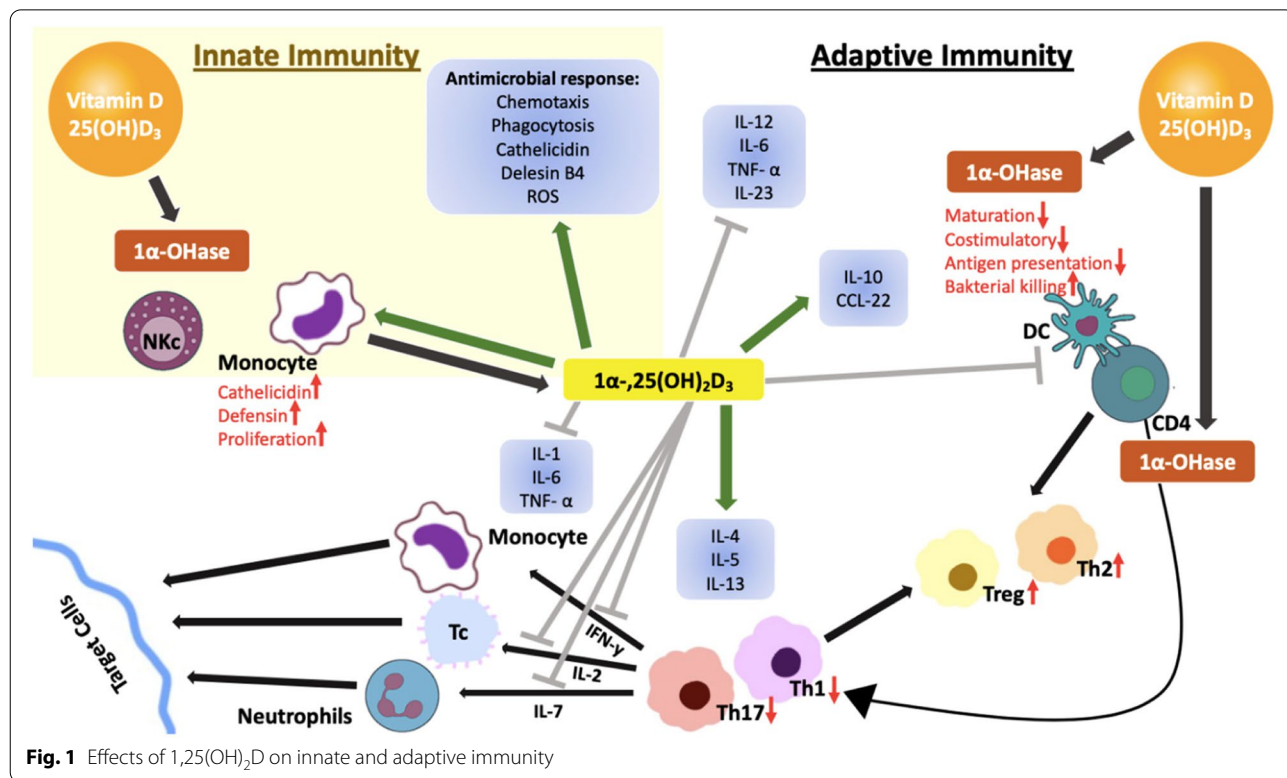 Innate Immunity
Adaptive Immunity
Vitamin D
25(OH)D₃
1α-OHase
NKc
Antimicrobial response:
Chemotaxis
Phagocytosis
Cathelicidin
Delesin B4
ROS
Monocyte
Cathelicidin
Defensin
Proliferation
IL-12
IL-6
TNF- α
IL-23
IL-10
CCL-22
Vitamin D
25(OH)D₃
1α-OHase
Maturation
Costimulatory
Antigen presentation
Bakterial killing
DC
CD4
1α-OHase
1α-,25(OH)₂D₃
IL-1
IL-6
TNF- α
IL-4
IL-5
IL-13
Monocyte
Tc
Neutrophils
Target Cells
IFN-y
IL-2
IL-7
Th17
Th1
Treg
Th2
Fig. 1 Effects of 1,25(OH)₂D on innate and adaptive immunity